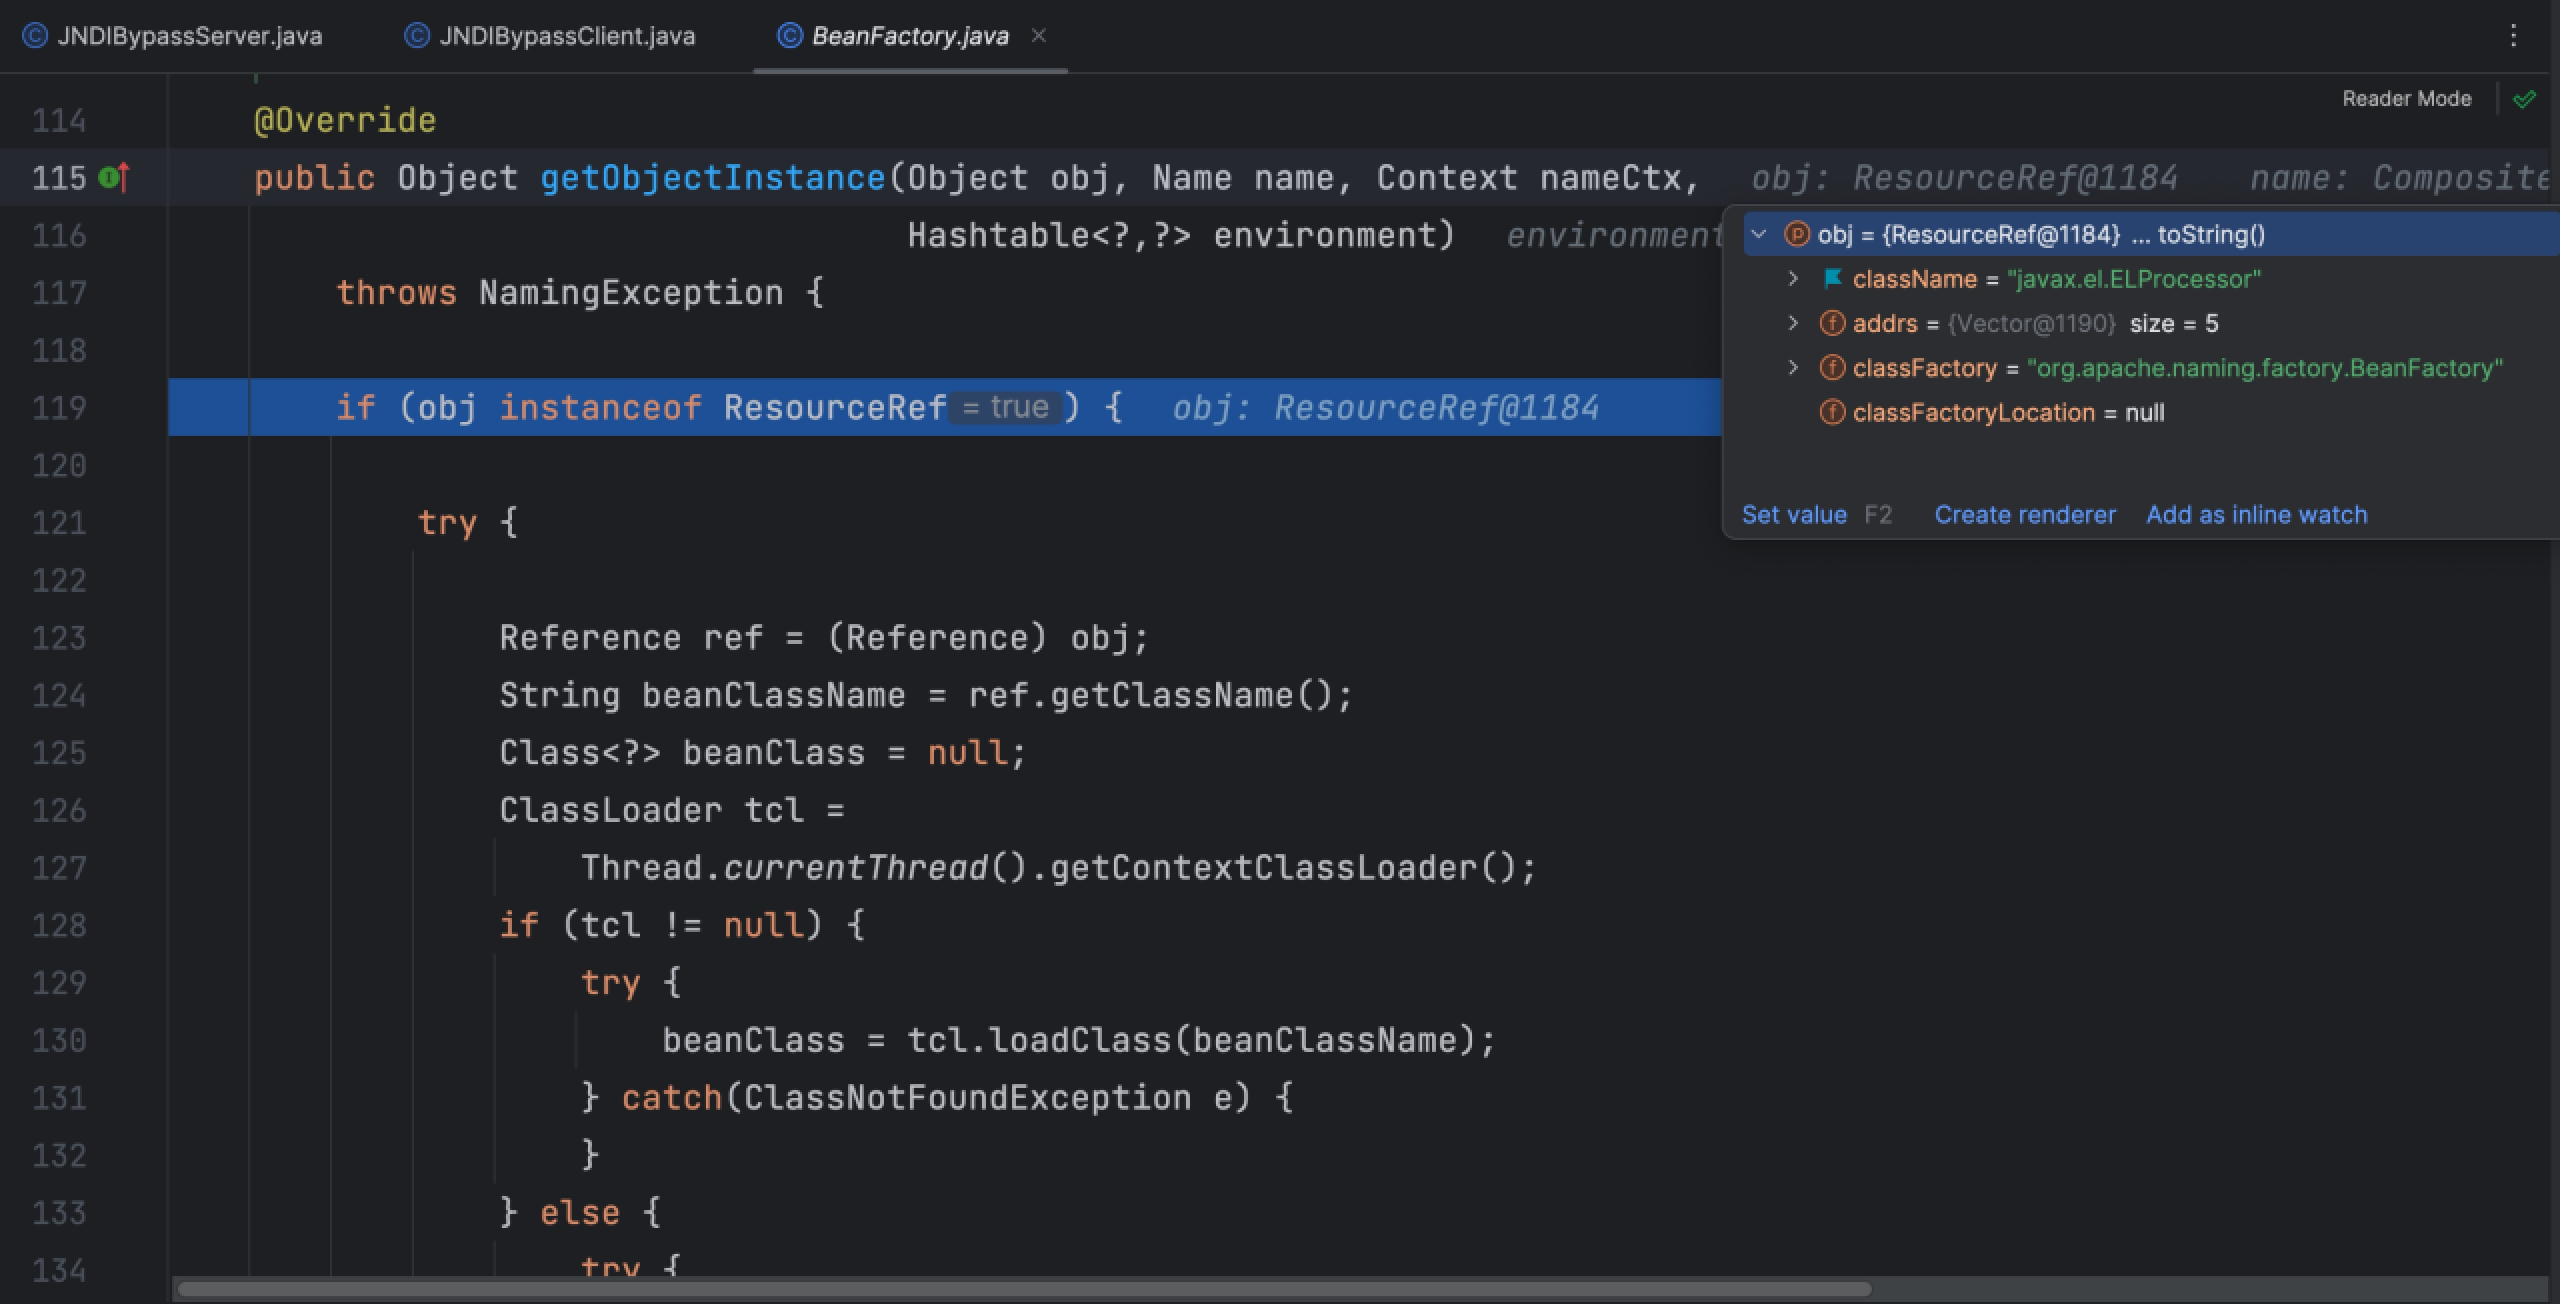 JNDIBypassServer.java JNDIBypassClient.java BeanFactory.java
Reader Mode
114 @Override
115 public Object getObjectInstance(Object obj, Name name, Context nameCtx, obj: ResourceRef@1184 name: Composite
116 Hashtable<?,?> environment) environment
117 throws NamingException {
118
119 if (obj instanceof ResourceRef = true ) { obj: ResourceRef@1184
120
121 try {
122
123 Reference ref = (Reference) obj;
124 String beanClassName = ref.getClassName();
125 Class<?> beanClass = null;
126 ClassLoader tcl =
127 Thread.currentThread().getContextClassLoader();
128 if (tcl != null) {
129 try {
130 beanClass = tcl.loadClass(beanClassName);
131 } catch(ClassNotFoundException e) {
132 }
133 } else {
134 try {
obj = {ResourceRef@1184} ... toString()
className = "javax.el.ELProcessor"
addrs = {Vector@1190} size = 5
classFactory = "org.apache.naming.factory.BeanFactory"
classFactoryLocation = null
Set value F2 Create renderer Add as inline watch